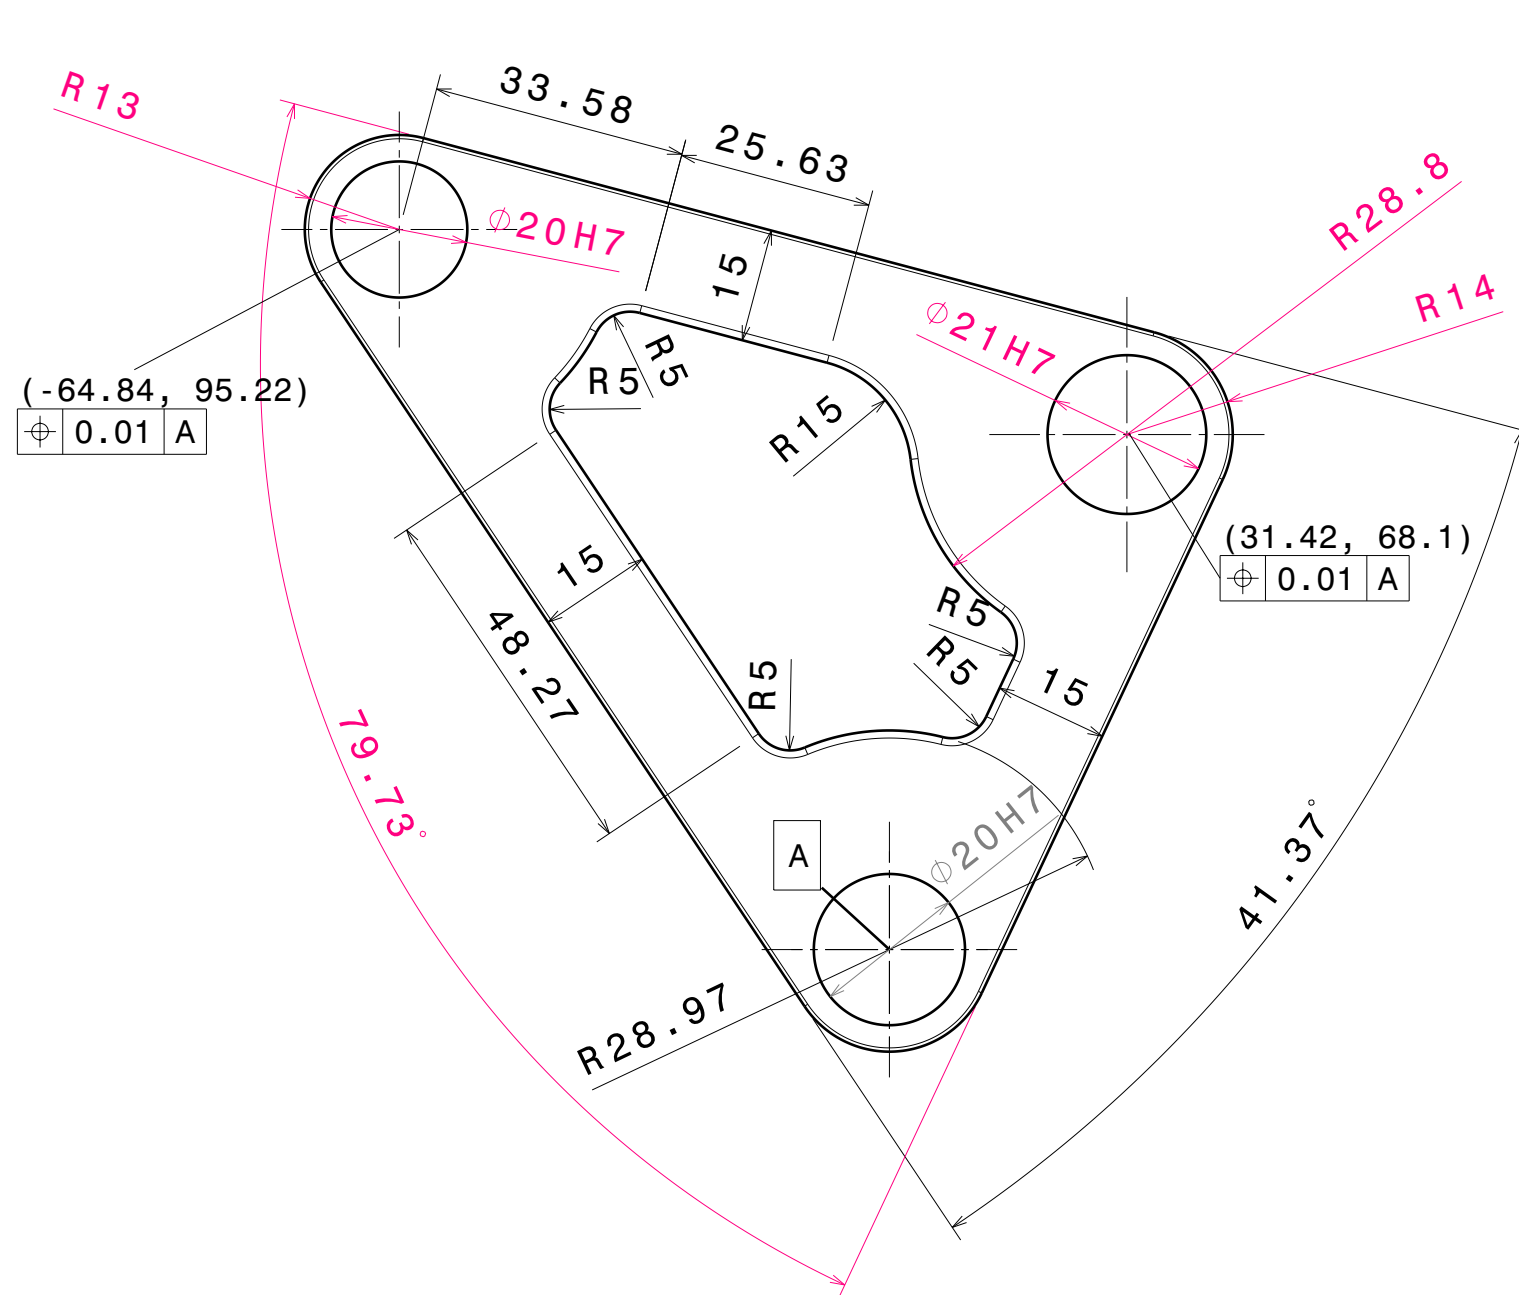 R13
33.58
25.63
R28.8
R14
⌀20H7
15
⌀21H7
R5
R5
(-64.84, 95.22)
⌖ 0.01 A
R15
(31.42, 68.1)
⌖ 0.01 A
15
48.27
R5
R5
R5
15
79.73°
A
⌀20H7
41.37°
R28.97